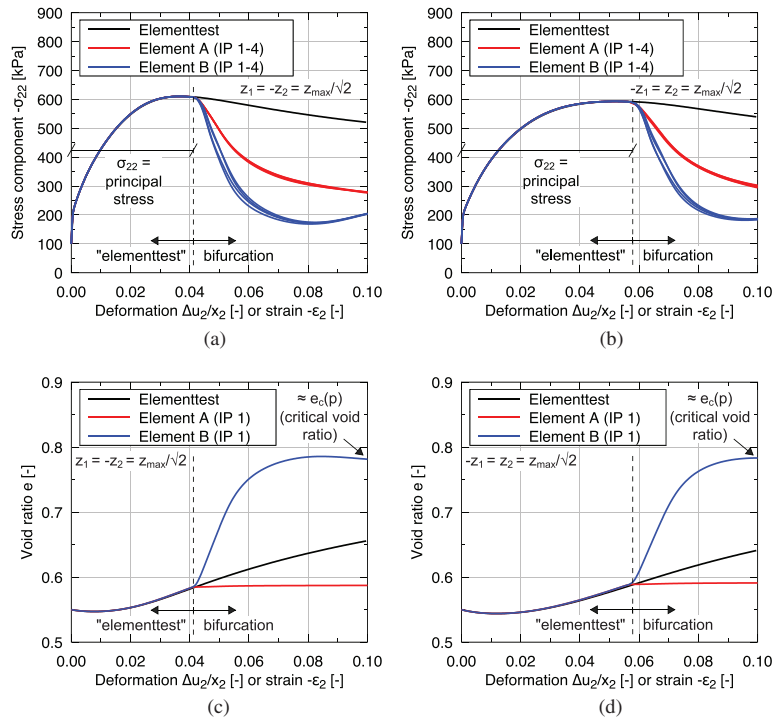 900
800
700
600
500
400
300
200
100
0
Stress component -σ22 [kPa]
Elementtest
Element A (IP 1-4)
Element B (IP 1-4)
z1 = -z2 = zmax/√2
σ22 =
principal
stress
"elementtest" bifurcation
0.00 0.02 0.04 0.06 0.08 0.10
Deformation Δu2/x2 [-] or strain -ε2 [-]
(a)
900
800
700
600
500
400
300
200
100
0
Stress component -σ22 [kPa]
Elementtest
Element A (IP 1-4)
Element B (IP 1-4)
-z1 = z2 = zmax/√2
σ22 =
principal
stress
"elementtest" bifurcation
0.00 0.02 0.04 0.06 0.08 0.10
Deformation Δu2/x2 [-] or strain -ε2 [-]
(b)
0.9
0.8
0.7
0.6
0.5
Void ratio e [-]
Elementtest
Element A (IP 1)
Element B (IP 1)
≈ ec(p)
(critical void
ratio)
z1 = -z2 = zmax/√2
"elementtest" bifurcation
0.00 0.02 0.04 0.06 0.08 0.10
Deformation Δu2/x2 [-] or strain -ε2 [-]
(c)
0.9
0.8
0.7
0.6
0.5
Void ratio e [-]
Elementtest
Element A (IP 1)
Element B (IP 1)
≈ ec(p)
(critical void
ratio)
-z1 = z2 = zmax/√2
"elementtest" bifurcation
0.00 0.02 0.04 0.06 0.08 0.10
Deformation Δu2/x2 [-] or strain -ε2 [-]
(d)